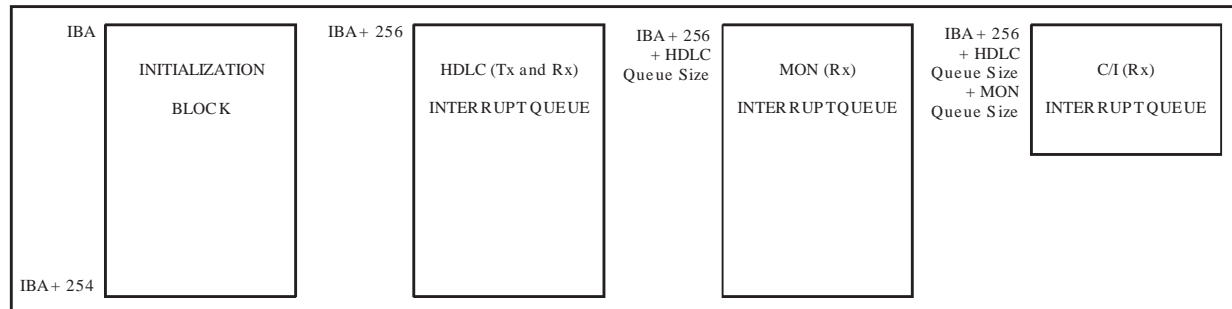 IBA
INITIALIZATION
BLOCK
IBA + 254
IBA + 256
HDLC (Tx and Rx)
INTERRUPT QUEUE
IBA + 256
+ HDLC
Queue Size
MON (Rx)
INTERRUPT QUEUE
IBA + 256
+ HDLC
Queue Size
+ MON
Queue Size
C/I (Rx)
INTERRUPT QUEUE